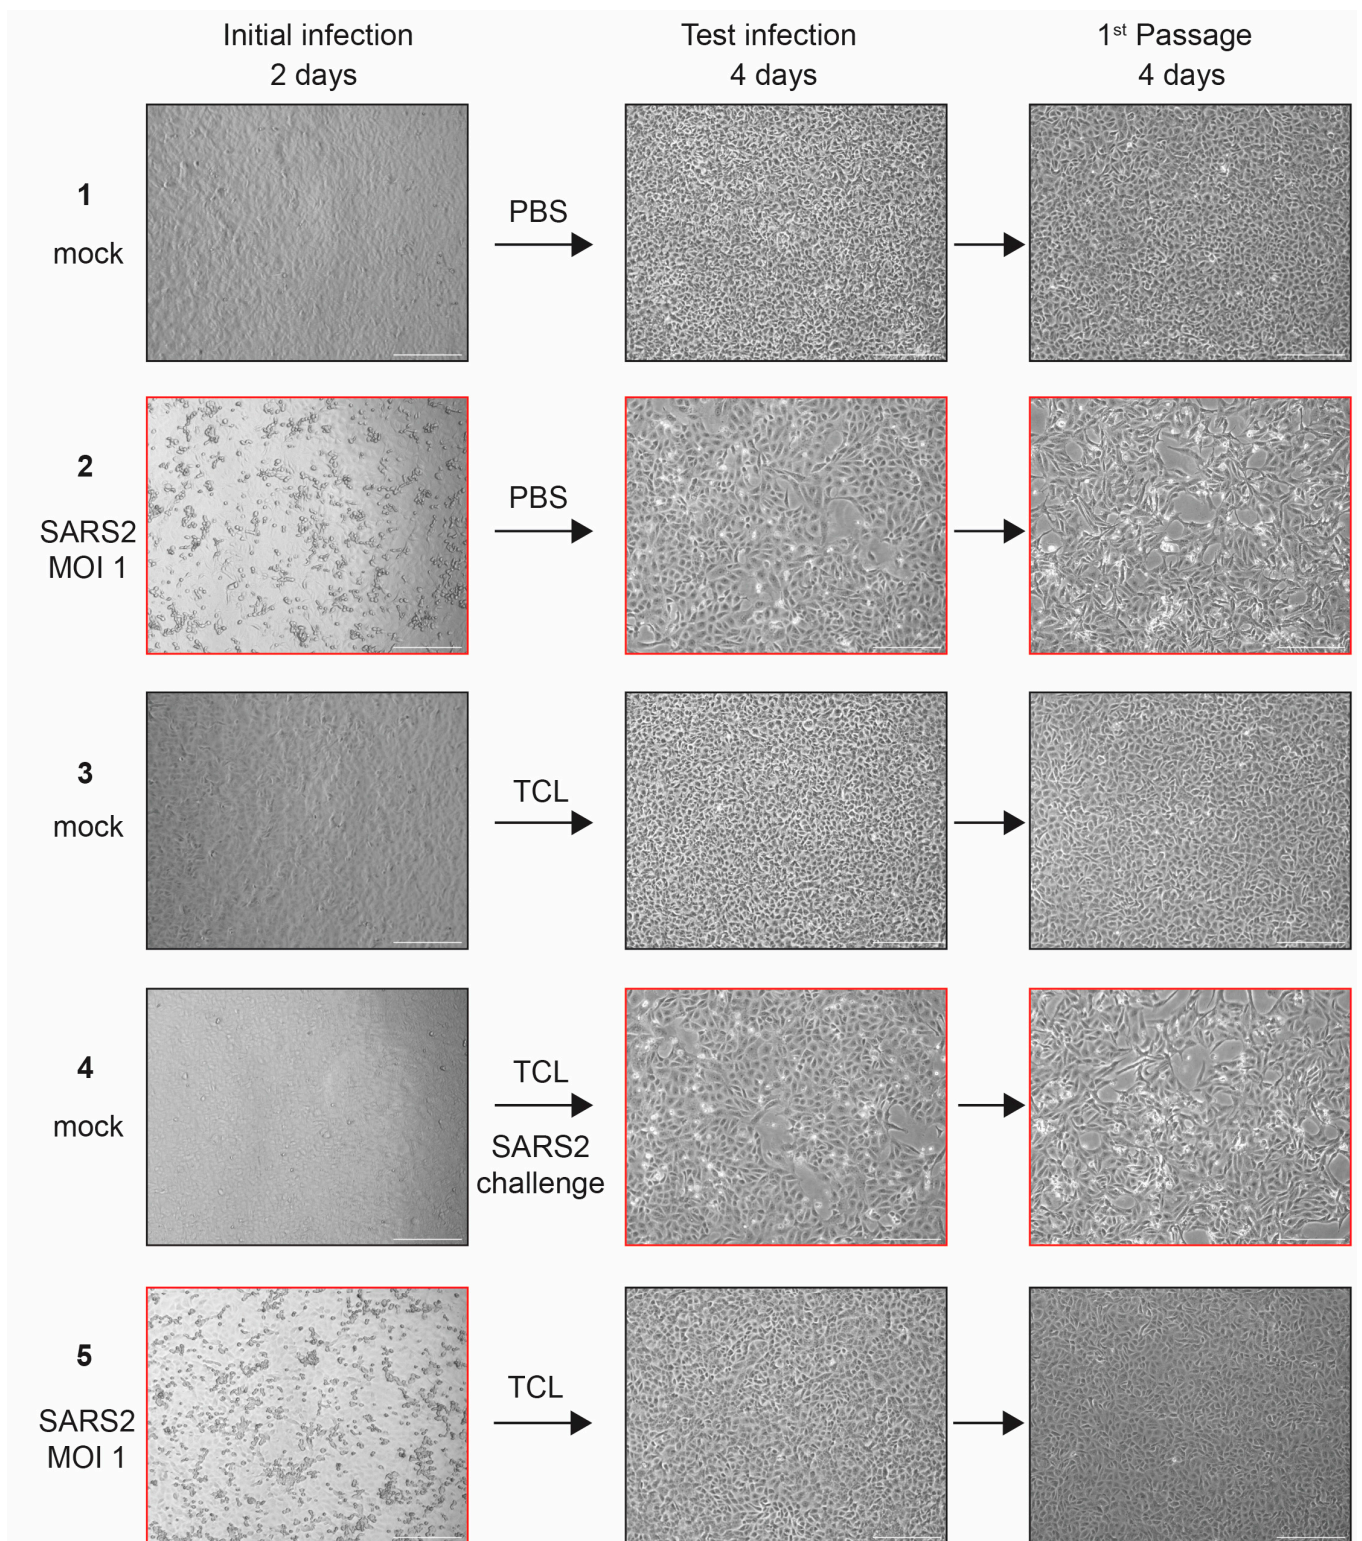 Initial infection
2 days
Test infection
4 days
1st Passage
4 days
1
mock
PBS
2
SARS2
MOI 1
PBS
3
mock
TCL
4
mock
TCL
SARS2
challenge
5
SARS2
MOI 1
TCL